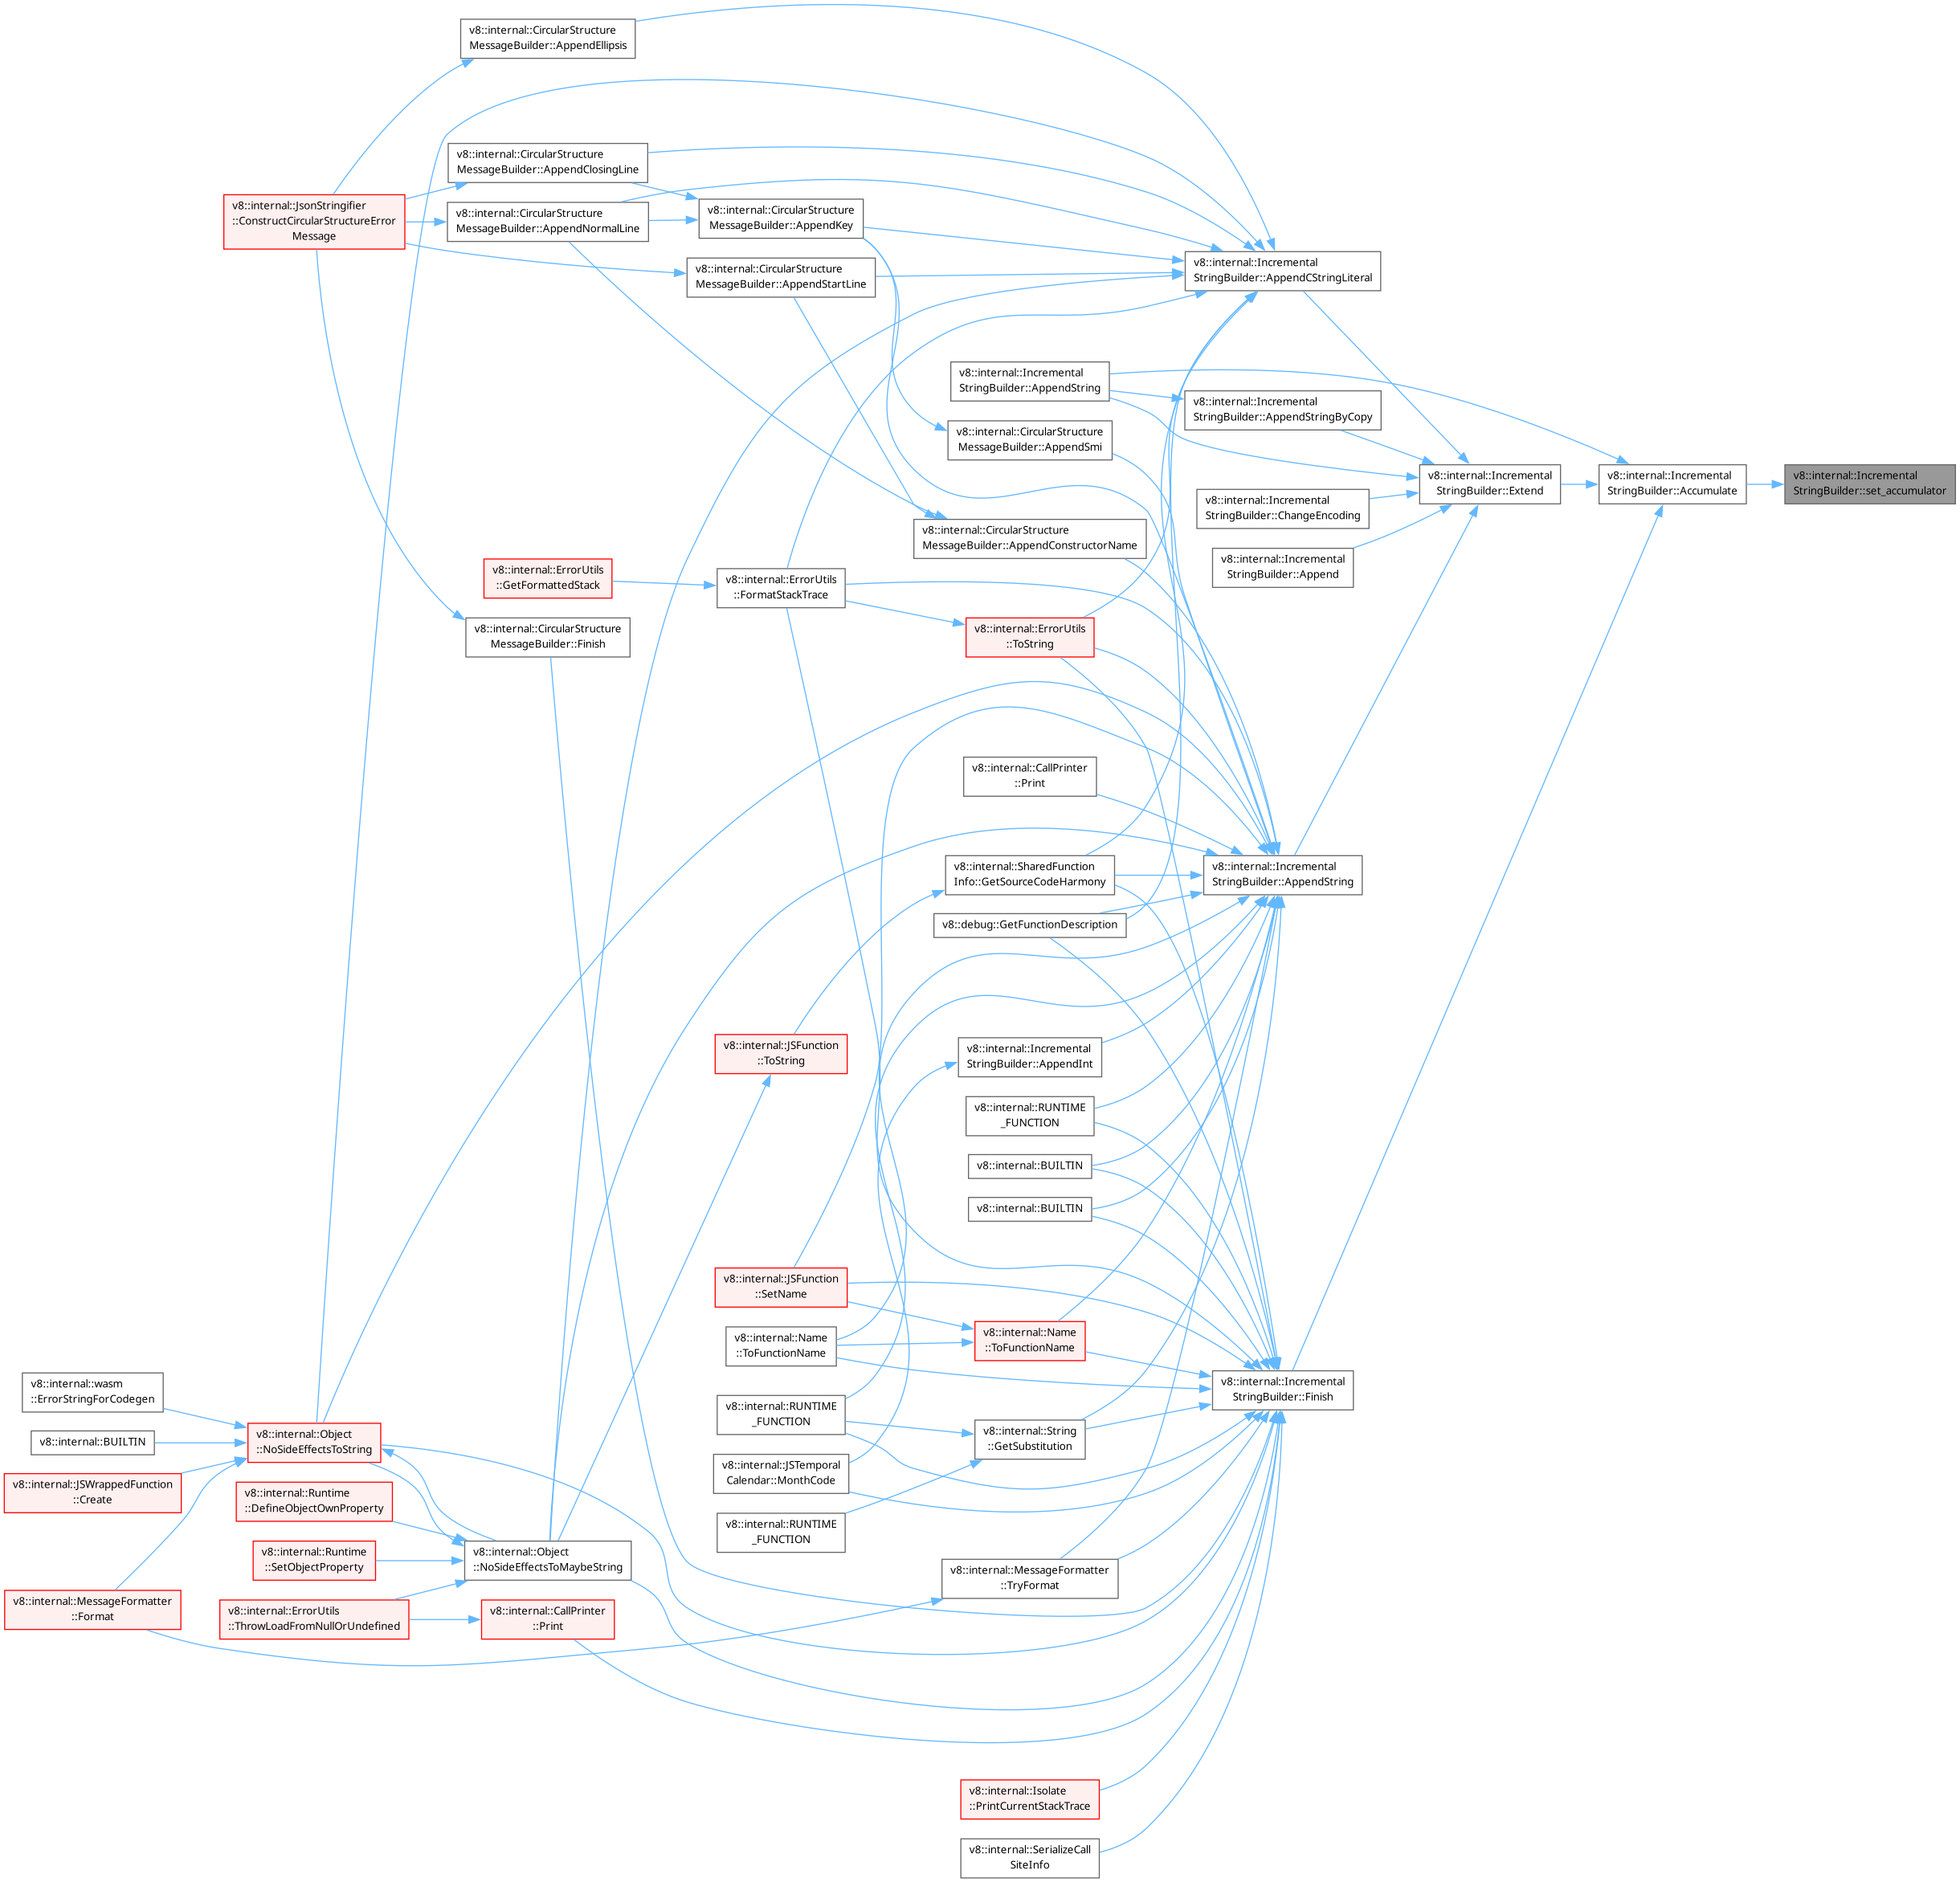 v8::internal::CircularStructure
MessageBuilder::AppendEllipsis
v8::internal::CircularStructure
MessageBuilder::AppendClosingLine
v8::internal::JsonStringifier
::ConstructCircularStructureError
Message
v8::internal::CircularStructure
MessageBuilder::AppendNormalLine
v8::internal::CircularStructure
MessageBuilder::AppendKey
v8::internal::CircularStructure
MessageBuilder::AppendStartLine
v8::internal::Incremental
StringBuilder::AppendCStringLiteral
v8::internal::Incremental
StringBuilder::AppendString
v8::internal::Incremental
StringBuilder::AppendStringByCopy
v8::internal::CircularStructure
MessageBuilder::AppendSmi
v8::internal::Incremental
StringBuilder::Extend
v8::internal::Incremental
StringBuilder::Accumulate
v8::internal::Incremental
StringBuilder::set_accumulator
v8::internal::Incremental
StringBuilder::ChangeEncoding
v8::internal::CircularStructure
MessageBuilder::AppendConstructorName
v8::internal::Incremental
StringBuilder::Append
v8::internal::ErrorUtils
::GetFormattedStack
v8::internal::ErrorUtils
::FormatStackTrace
v8::internal::CircularStructure
MessageBuilder::Finish
v8::internal::ErrorUtils
::ToString
v8::internal::CallPrinter
::Print
v8::internal::SharedFunction
Info::GetSourceCodeHarmony
v8::internal::Incremental
StringBuilder::AppendString
v8::debug::GetFunctionDescription
v8::internal::JSFunction
::ToString
v8::internal::Incremental
StringBuilder::AppendInt
v8::internal::RUNTIME
_FUNCTION
v8::internal::BUILTIN
v8::internal::BUILTIN
v8::internal::JSFunction
::SetName
v8::internal::Name
::ToFunctionName
v8::internal::Name
::ToFunctionName
v8::internal::Incremental
StringBuilder::Finish
v8::internal::wasm
::ErrorStringForCodegen
v8::internal::BUILTIN
v8::internal::Object
::NoSideEffectsToString
v8::internal::RUNTIME
_FUNCTION
v8::internal::String
::GetSubstitution
v8::internal::JSWrappedFunction
::Create
v8::internal::Runtime
::DefineObjectOwnProperty
v8::internal::JSTemporal
Calendar::MonthCode
v8::internal::RUNTIME
_FUNCTION
v8::internal::Runtime
::SetObjectProperty
v8::internal::Object
::NoSideEffectsToMaybeString
v8::internal::MessageFormatter
::TryFormat
v8::internal::MessageFormatter
::Format
v8::internal::ErrorUtils
::ThrowLoadFromNullOrUndefined
v8::internal::CallPrinter
::Print
v8::internal::Isolate
::PrintCurrentStackTrace
v8::internal::SerializeCall
SiteInfo